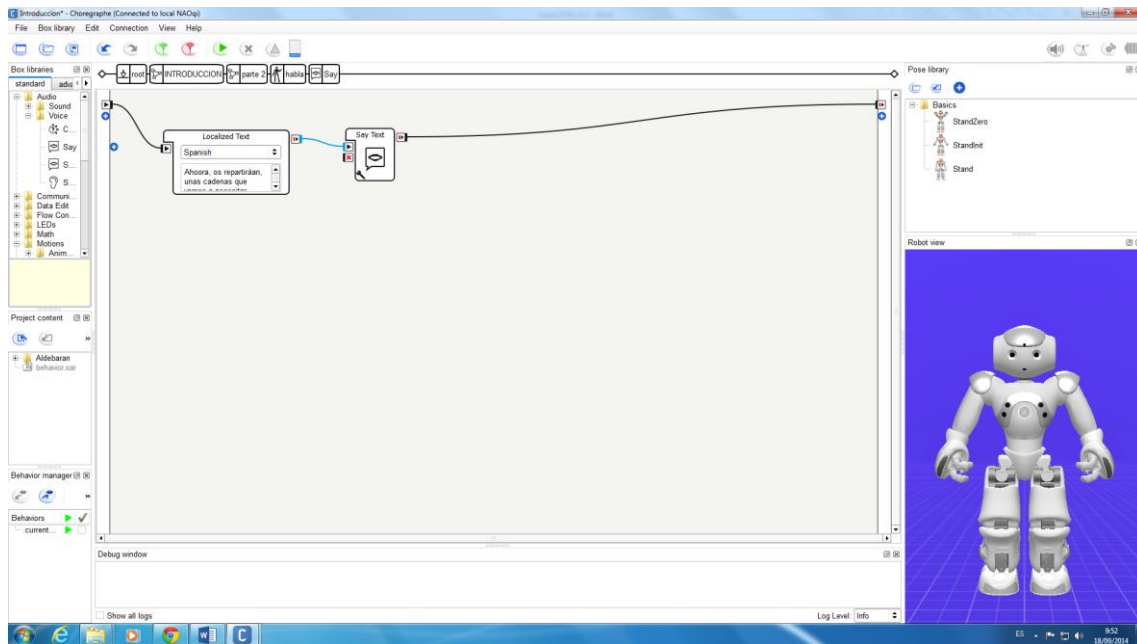 Introduccion* - Choregraphe (Connected to local NAOqi)
File Box library Edit Connection View Help
Box libraries
standard
Audio
Sound
Voice
C...
Say
S...
S...
Communi...
Data Edit
Flow Con...
LEDs
Math
Motions
Anim...
root INTRODUCCION parte 2 habla Say
Localized Text
Spanish
Ahoora, os repartiráan,
unas cadenas que
Say Text
Pose library
Basics
StandZero
StandInit
Stand
Robot view
Project content
Aldebaran
behavior.xar
Behavior manager
Behaviors
current...
Debug window
Show all logs
Log Level: Info
ES
9:52
18/09/2014